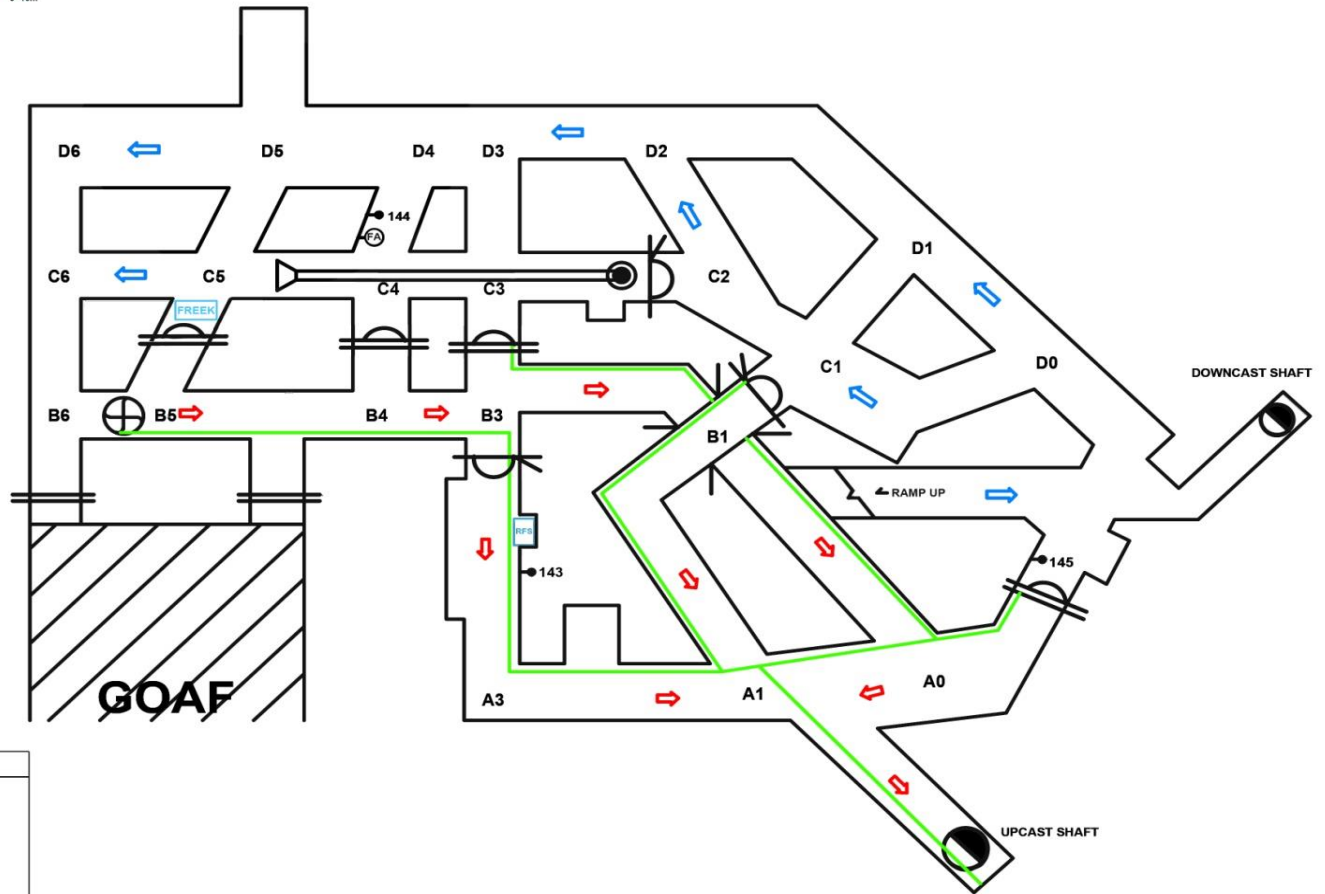 D6
D5
D4
D3
D2
144
FA
D1
C6
C5
C4
C3
C2
FREEK
C1
D0
DOWNCAST SHAFT
B6
B5
B4
B3
B1
RAMP UP
RFS
143
145
GOAF
A3
A1
A0
UPCAST SHAFT